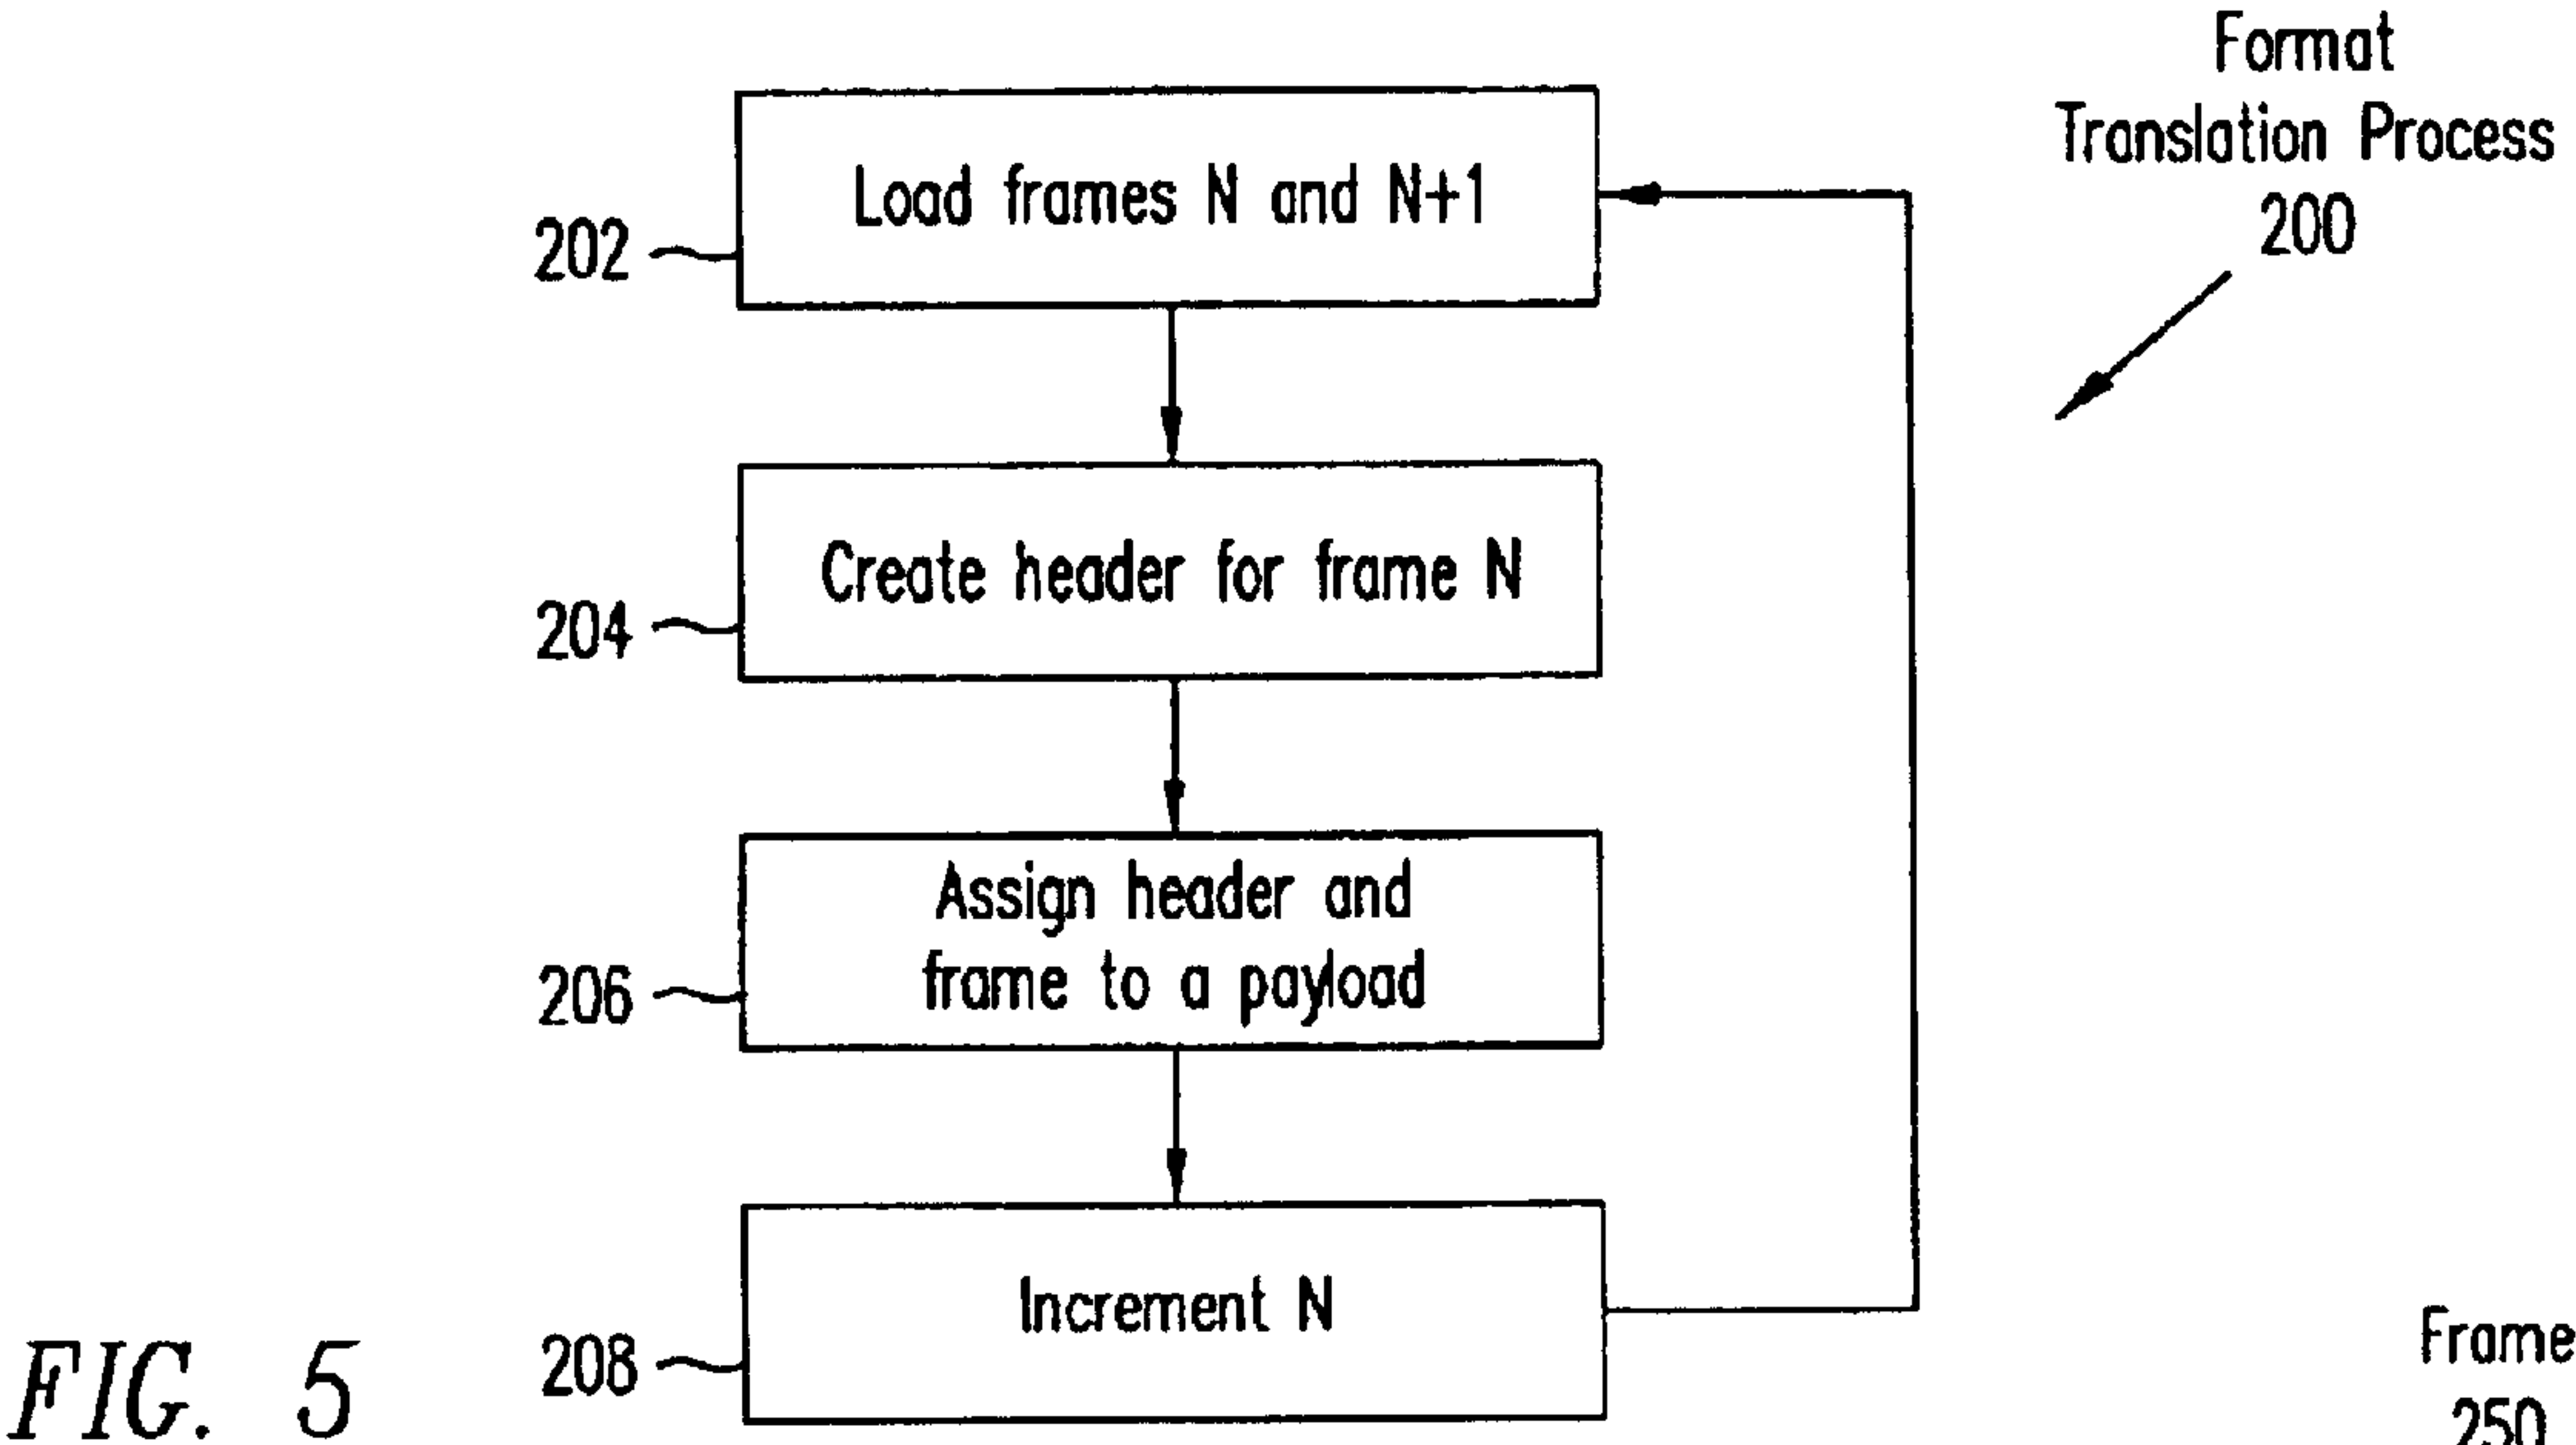 Format
Translation Process
200
Load frames N and N+1
202
Create header for frame N
204
Assign header and
frame to a payload
206
Increment N
208
FIG. 5
Frame
250